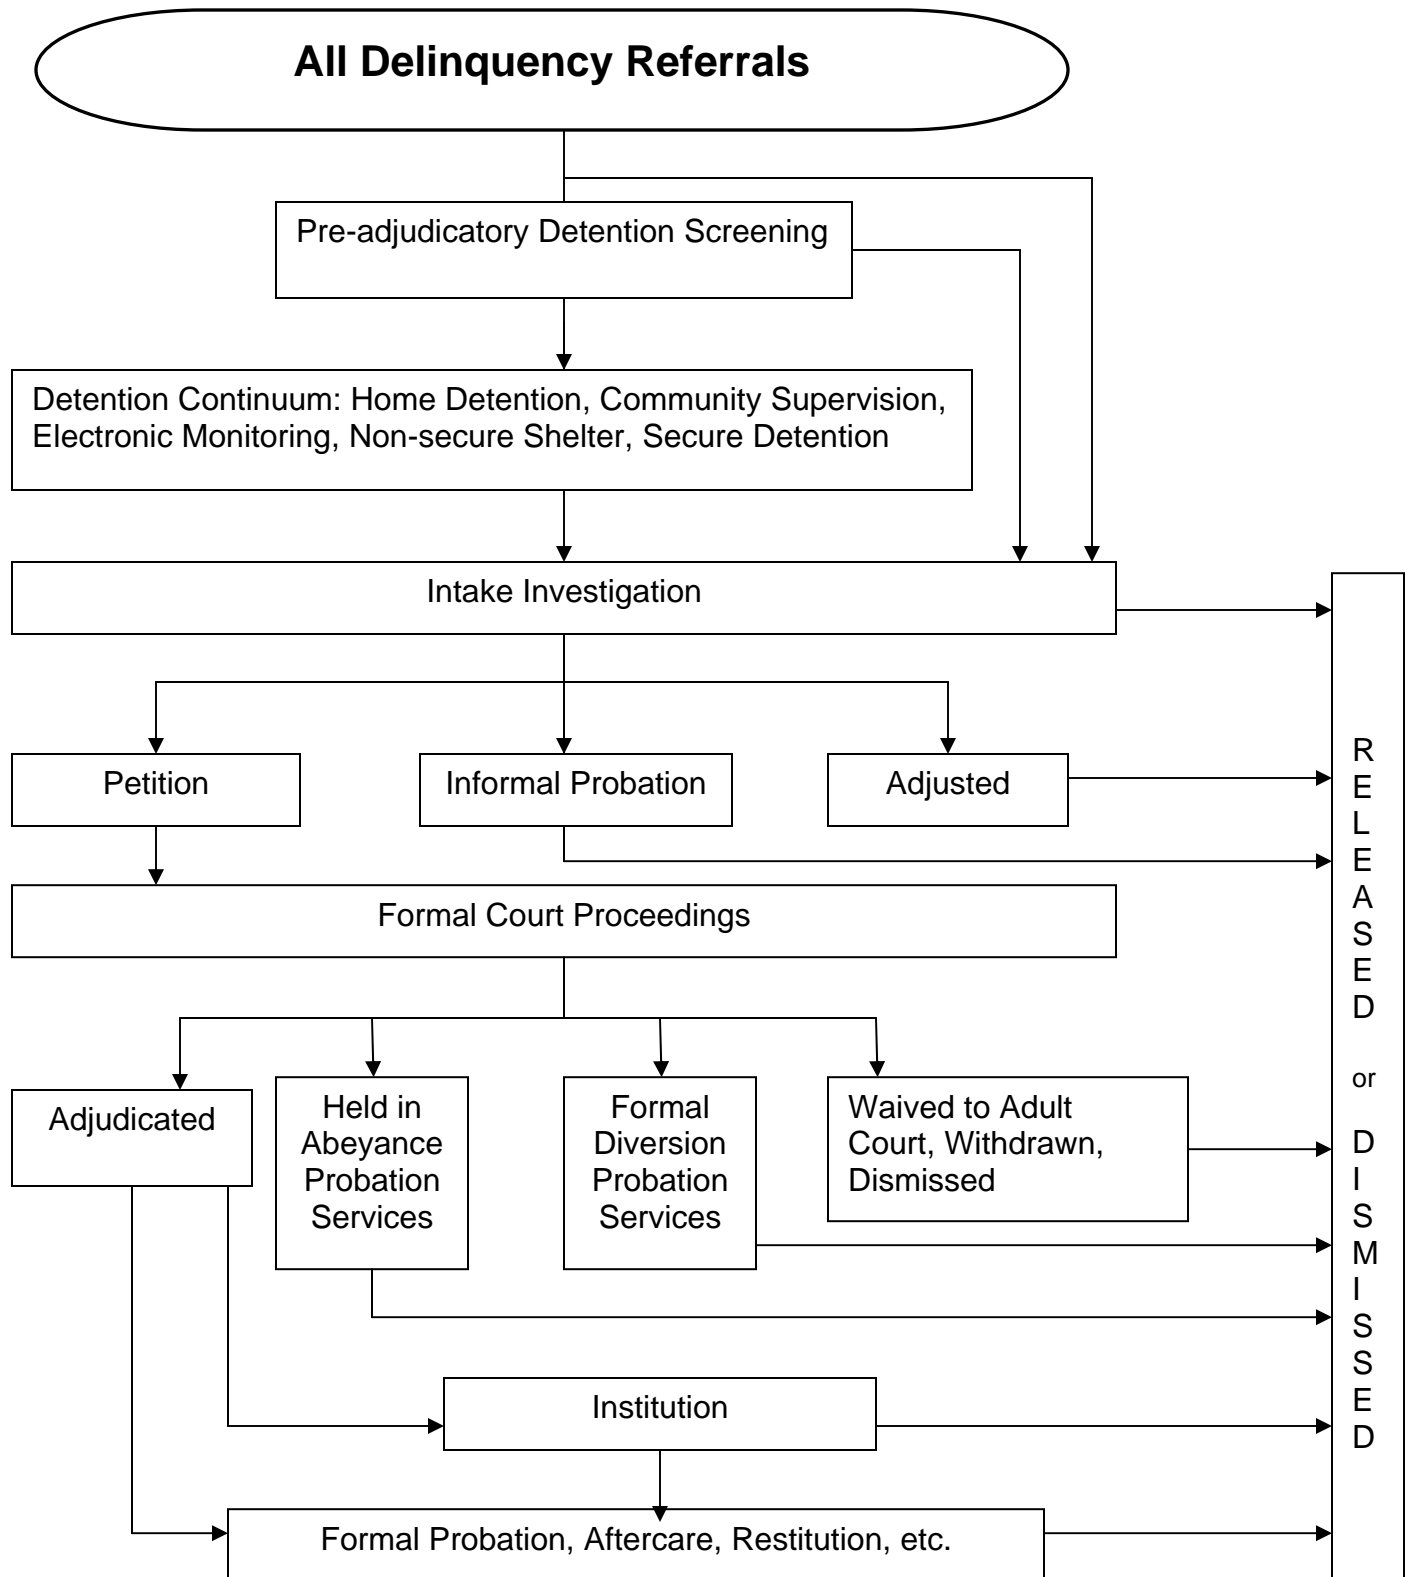 All Delinquency Referrals
Pre-adjudicatory Detention Screening
Detention Continuum: Home Detention, Community Supervision,
Electronic Monitoring, Non-secure Shelter, Secure Detention
Intake Investigation
Petition
Informal Probation
Adjusted
Formal Court Proceedings
Adjudicated
Held in
Abeyance
Probation
Services
Formal
Diversion
Probation
Services
Waived to Adult
Court, Withdrawn,
Dismissed
Institution
Formal Probation, Aftercare, Restitution, etc.
R
E
L
E
A
S
E
D
or
D
I
S
M
I
S
S
E
D